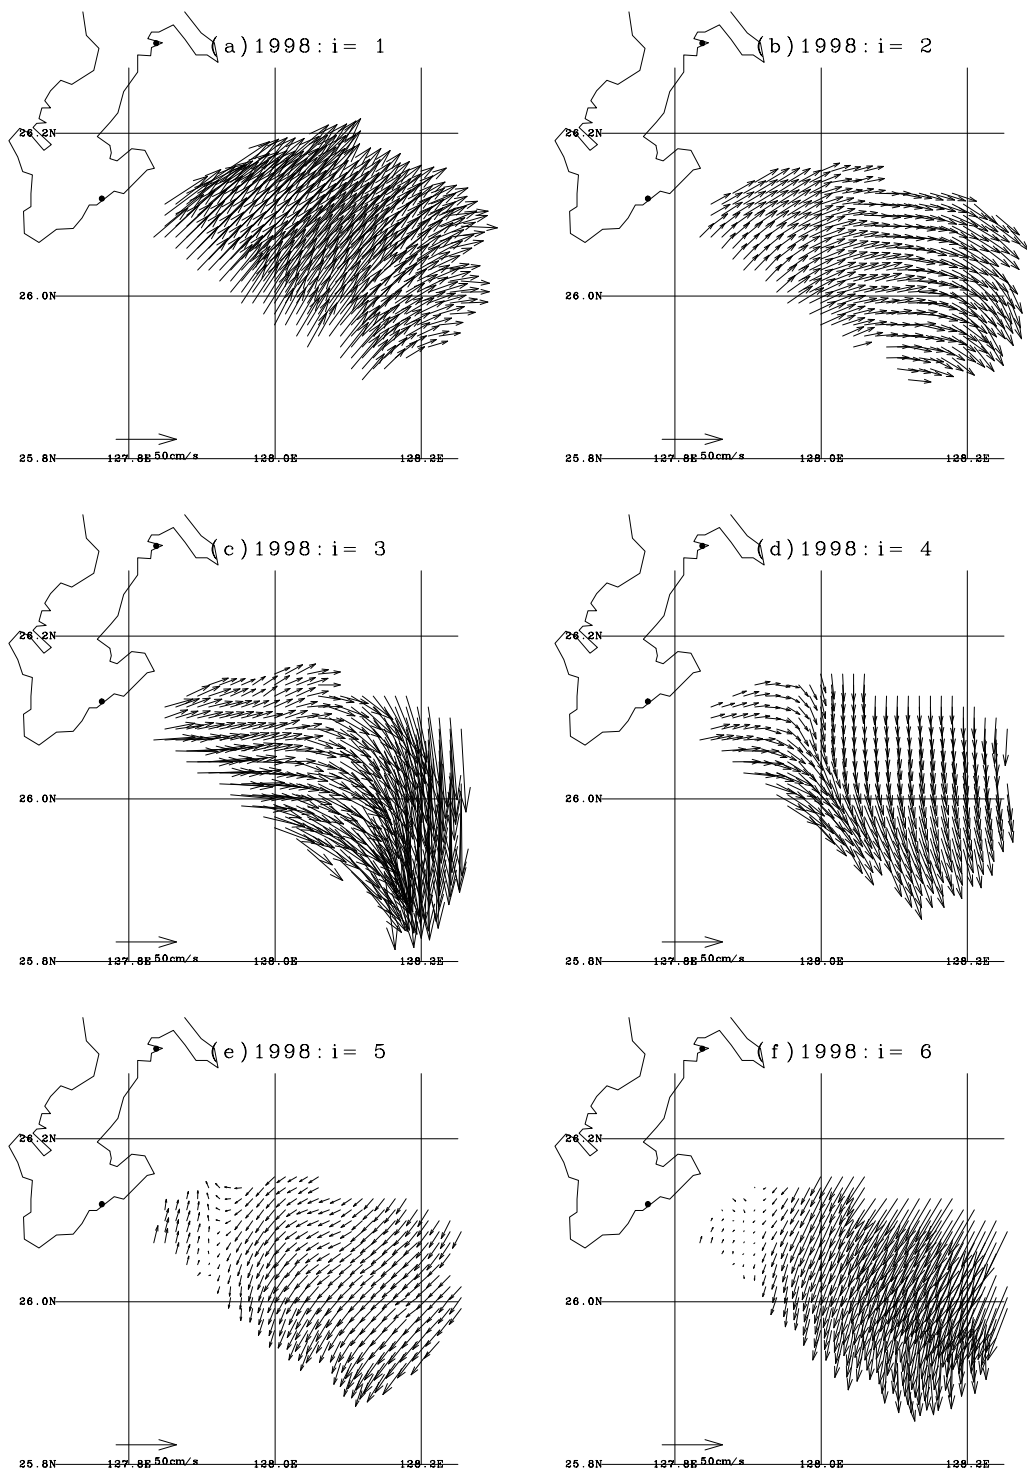 (a)1998:i= 1
26.2N
26.0N
25.8N 127.8E 50cm/s 128.0E 128.2E
(b)1998:i= 2
26.2N
26.0N
25.8N 127.8E 50cm/s 128.0E 128.2E
(c)1998:i= 3
26.2N
26.0N
25.8N 127.8E 50cm/s 128.0E 128.2E
(d)1998:i= 4
26.2N
26.0N
25.8N 127.8E 50cm/s 128.0E 128.2E
(e)1998:i= 5
26.2N
26.0N
25.8N 127.8E 50cm/s 128.0E 128.2E
(f)1998:i= 6
26.2N
26.0N
25.8N 127.8E 50cm/s 128.0E 128.2E